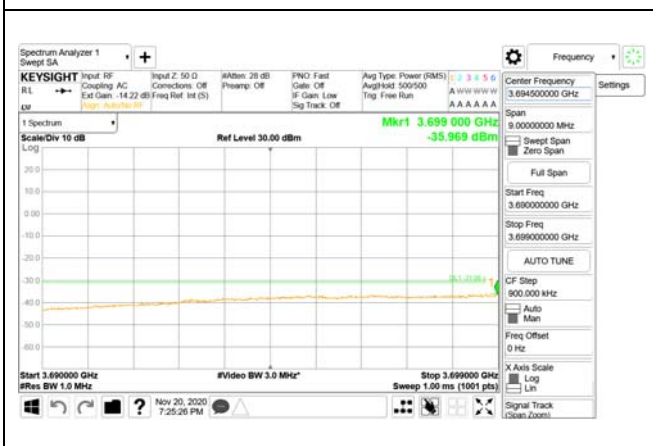 Spectrum Analyzer 1
Swept SA
+
Frequency
KEYSIGHT
RL
Input: RF
Coupling: AC
Ext Gain: -14.22 dB
Align: Auto/No RF
Input Z: 50 Ω
Corrections: Off
Freq Ref: Int (S)
#Atten: 28 dB
Preamp: Off
PNO: Fast
Gate: Off
IF Gain: Low
Sig Track: Off
Avg Type: Power (RMS)
Avg|Hold: 500/500
Trig: Free Run
1 2 3 4 5 6
A W W W W W
A A A A A A
1 Spectrum
Scale/Div 10 dB
Log
Ref Level 30.00 dBm
Mkr1 3.699 000 GHz
-35.969 dBm
20.0
10.0
0.00
-10.0
-20.0
-30.0
-40.0
-50.0
-60.0
1
Start 3.690000 GHz
#Res BW 1.0 MHz
#Video BW 3.0 MHz*
Stop 3.699000 GHz
Sweep 1.00 ms (1001 pts)
?
Nov 20, 2020
7:25:26 PM
Center Frequency
3.694500000 GHz
Settings
Span
9.00000000 MHz
Swept Span
Zero Span
Full Span
Start Freq
3.690000000 GHz
Stop Freq
3.699000000 GHz
AUTO TUNE
CF Step
900.000 kHz
Auto
Man
Freq Offset
0 Hz
X Axis Scale
Log
Lin
Signal Track
(Span Zoom)